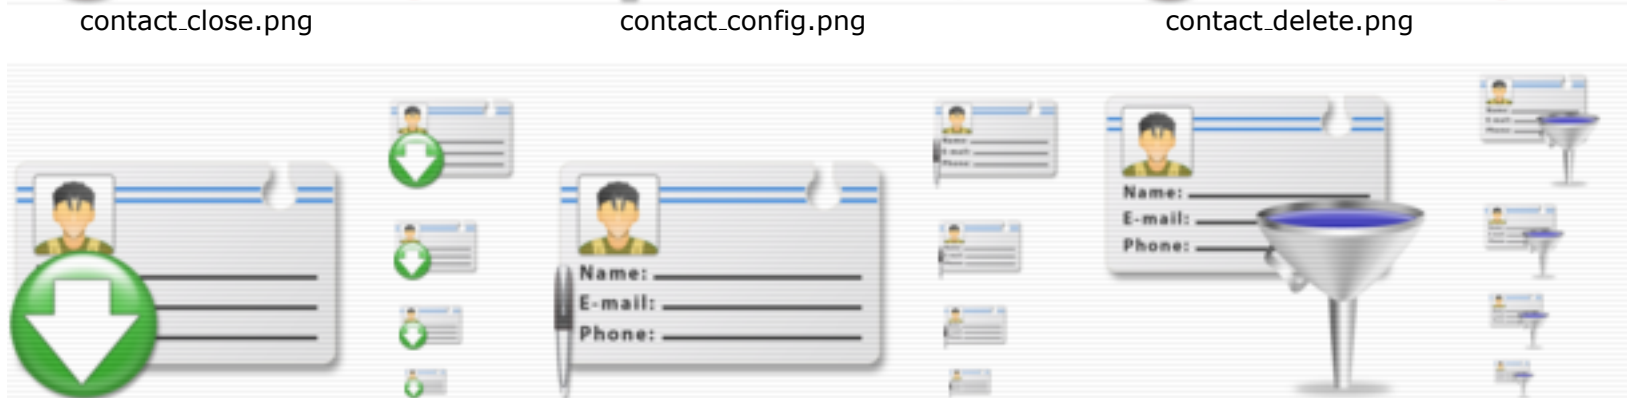 contact_close.png
contact_config.png
contact_delete.png
Name:
E-mail:
Phone:
Name:
E-mail:
Phone: